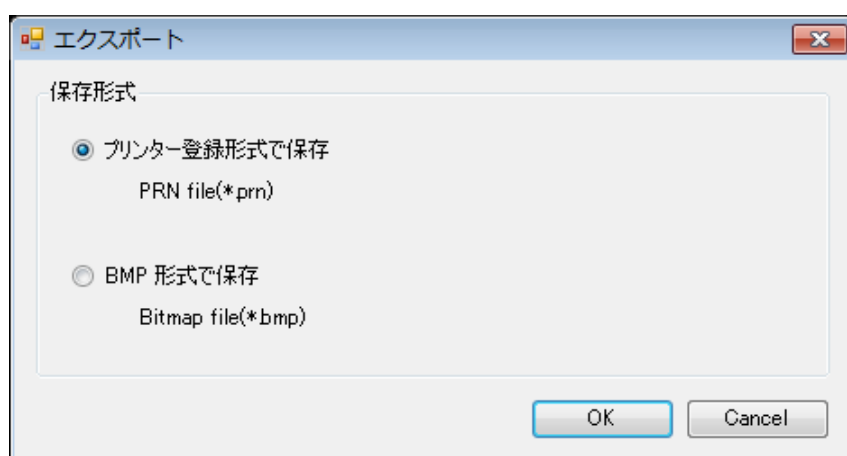 エクスポート
保存形式
プリンター登録形式で保存
PRN file(*.prn)
BMP 形式で保存
Bitmap file(*.bmp)
OK
Cancel